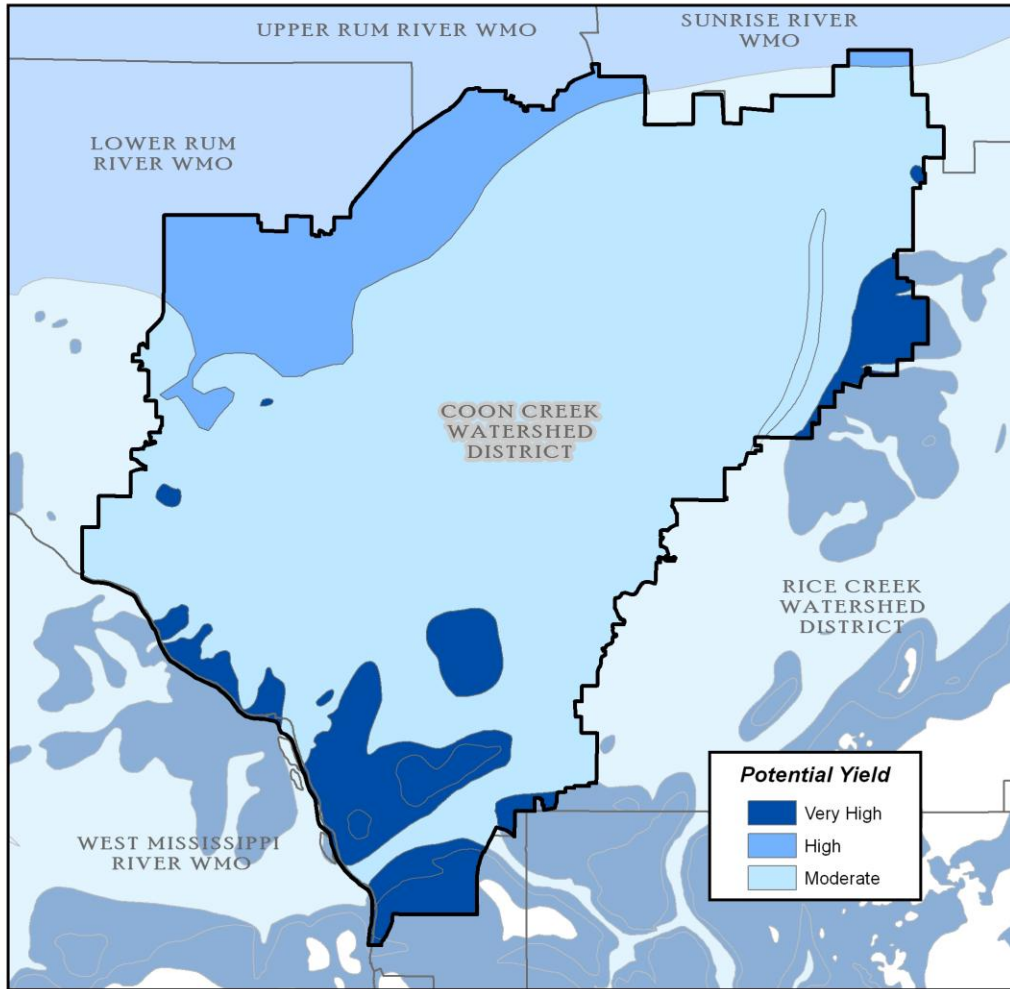 UPPER RUM RIVER WMO
SUNRISE RIVER
WMO
LOWER RUM
RIVER WMO
COON CREEK
WATERSHED
DISTRICT
RICE CREEK
WATERSHED
DISTRICT
WEST MISSISSIPPI
RIVER WMO
Potential Yield
Very High
High
Moderate